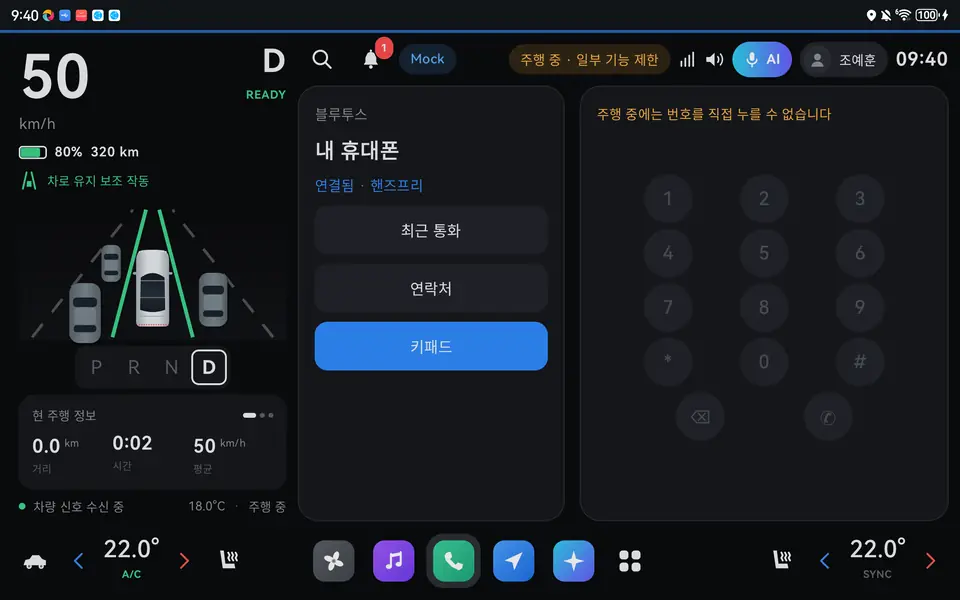 9:40
100
50
D
READY
km/h
80% 320 km
차로 유지 보조 작동
P R N D
현 주행 정보
0.0 km
거리
0:02
시간
50 km/h
평균
차량 신호 수신 중
18.0°C · 주행 중
1
Mock
주행 중 · 일부 기능 제한
AI
조예훈
09:40
블루투스
내 휴대폰
연결됨 · 핸즈프리
최근 통화
연락처
키패드
주행 중에는 번호를 직접 누를 수 없습니다
1 2 3
4 5 6
7 8 9
* 0 #
22.0°
A/C
22.0°
SYNC